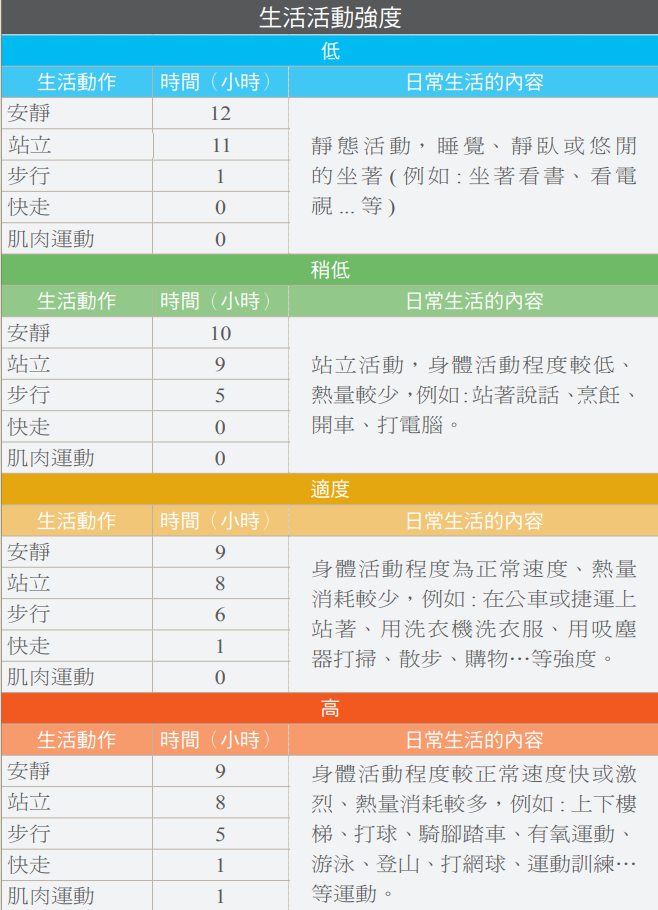 生活活動強度
低
生活動作 時間（小時） 日常生活的內容
安靜 12
站立 11
步行 1
快走 0
肌肉運動 0
靜態活動，睡覺、靜臥或悠閒
的坐著(例如:坐著看書、看電
視...等)
稍低
生活動作 時間（小時） 日常生活的內容
安靜 10
站立 9
步行 5
快走 0
肌肉運動 0
站立活動，身體活動程度較低、
熱量較少，例如:站著說話、烹飪、
開車、打電腦。
適度
生活動作 時間（小時） 日常生活的內容
安靜 9
站立 8
步行 6
快走 1
肌肉運動 0
身體活動程度為正常速度、熱量
消耗較少，例如:在公車或捷運上
站著、用洗衣機洗衣服、用吸塵
器打掃、散步、購物…等強度。
高
生活動作 時間（小時） 日常生活的內容
安靜 9
站立 8
步行 5
快走 1
肌肉運動 1
身體活動程度較正常速度快或激
烈、熱量消耗較多，例如:上下樓
梯、打球、騎腳踏車、有氧運動、
游泳、登山、打網球、運動訓練…
等運動。